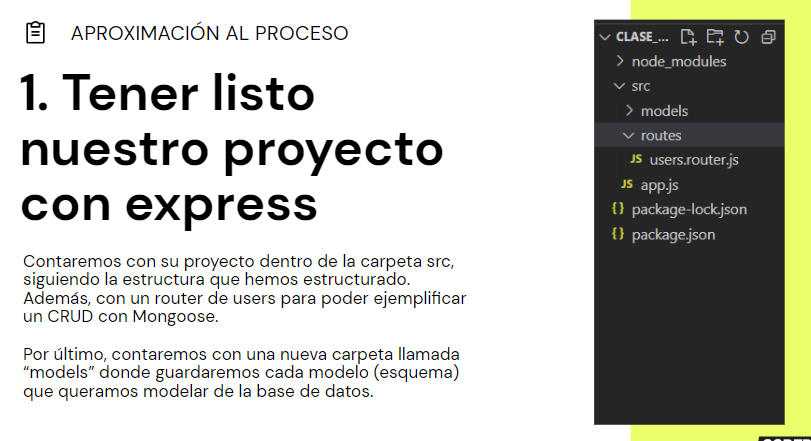 APROXIMACIÓN AL PROCESO
1. Tener listo
nuestro proyecto
con express
Contaremos con su proyecto dentro de la carpeta src,
siguiendo la estructura que hemos estructurado.
Además, con un router de users para poder ejemplificar
un CRUD con Mongoose.
Por último, contaremos con una nueva carpeta llamada
“models” donde guardaremos cada modelo (esquema)
que queramos modelar de la base de datos.
CLASE_...
node_modules
src
models
routes
JS users.router.js
JS app.js
{} package-lock.json
{} package.json